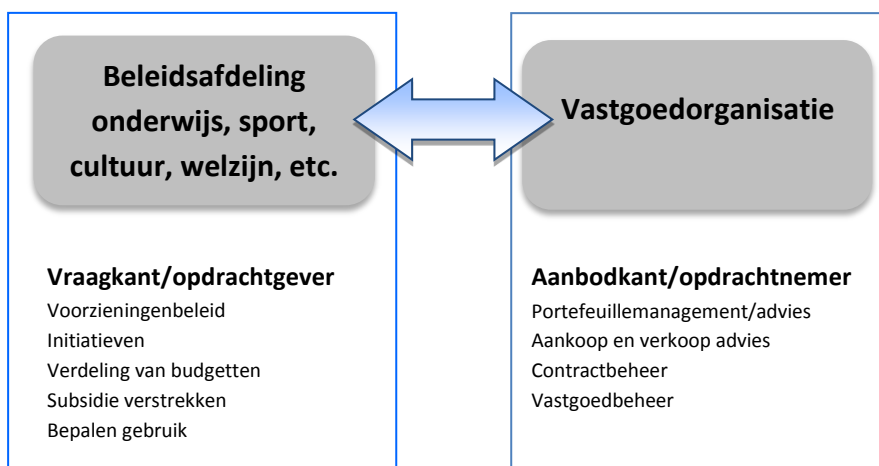 Beleidsafdeling
onderwijs, sport,
cultuur, welzijn, etc.
Vraagkant/opdrachtgever
Voorzieningenbeleid
Initiatieven
Verdeling van budgetten
Subsidie verstrekken
Bepalen gebruik
Vastgoedorganisatie
Aanbodkant/opdrachtnemer
Portefeuillemanagement/advies
Aankoop en verkoop advies
Contractbeheer
Vastgoedbeheer